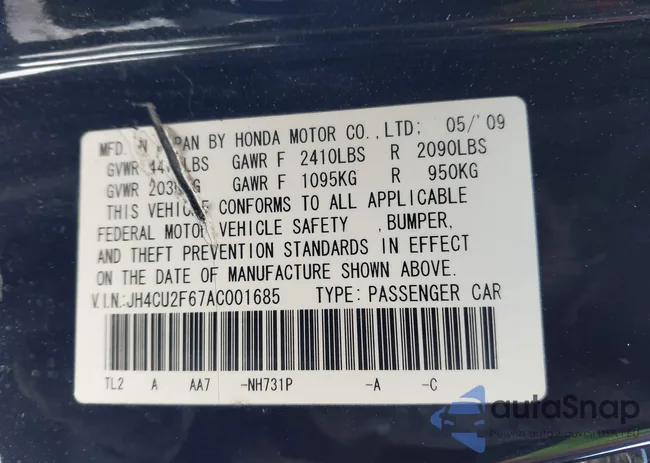 MFD. IN JAPAN BY HONDA MOTOR CO.,LTD: 05/'09
GVWR LBS GAWR F 2410LBS R 2090LBS
GVWR GAWR F 1095KG R 950KG
THIS VEHICLE CONFORMS TO ALL APPLICABLE
FEDERAL MOTOR VEHICLE SAFETY ,BUMPER,
AND THEFT PREVENTION STANDARDS IN EFFECT
ON THE DATE OF MANUFACTURE SHOWN ABOVE.
V.I.N:JH4CU2F67AC001685 TYPE: PASSENGER CAR
TL2 A AA7 -NH731P -A -C
autoSnap